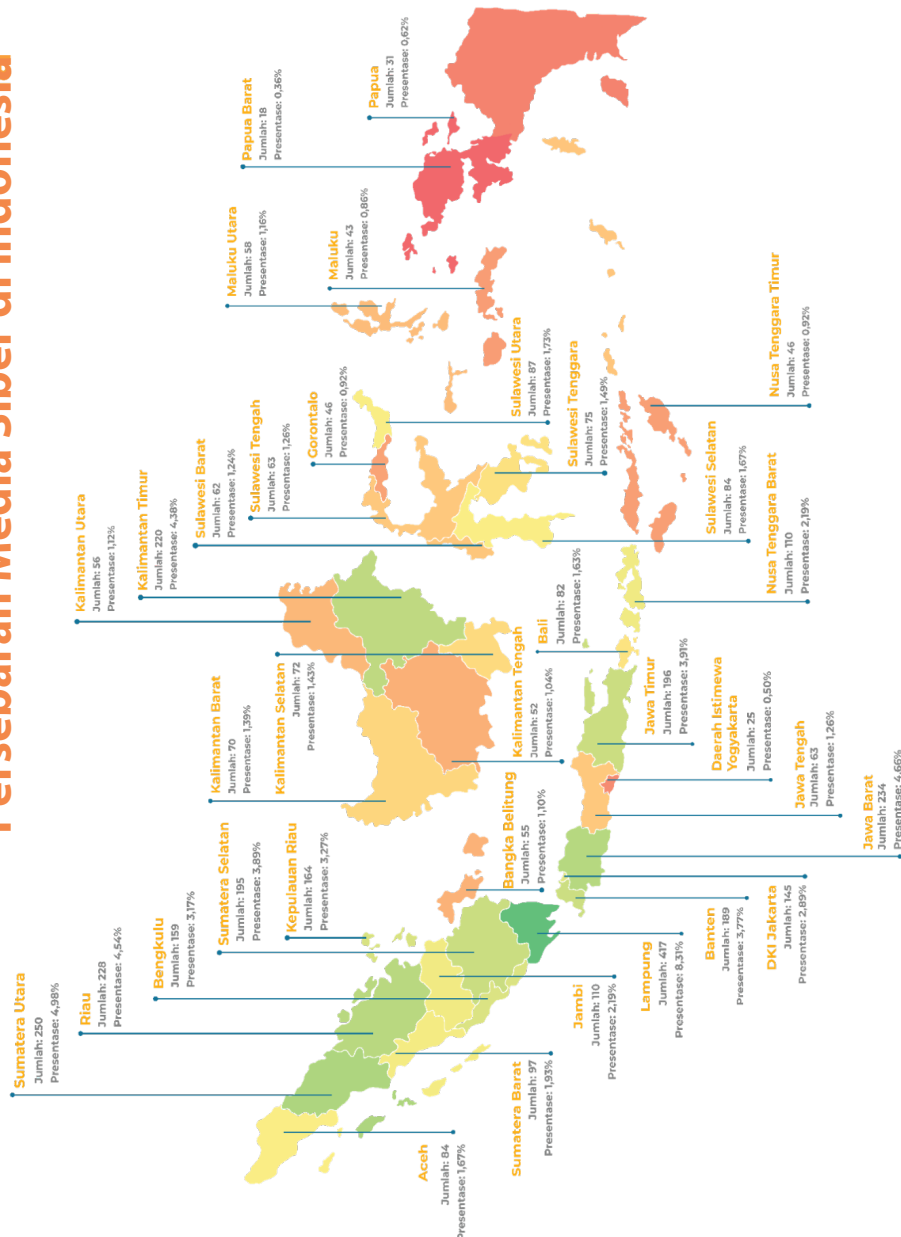 Persebaran Media Siber di Indonesia
Sumatera Utara
Jumlah: 250
Presentase: 4,98%
Riau
Jumlah: 228
Presentase: 4,54%
Bengkulu
Jumlah: 159
Presentase: 3,17%
Sumatera Selatan
Jumlah: 195
Presentase: 3,89%
Kepulauan Riau
Jumlah: 164
Presentase: 3,27%
Kalimantan Barat
Jumlah: 70
Presentase: 1,39%
Kalimantan Selatan
Jumlah: 72
Presentase: 1,43%
Kalimantan Utara
Jumlah: 56
Presentase: 1,12%
Kalimantan Timur
Jumlah: 220
Presentase: 4,38%
Sulawesi Barat
Jumlah: 62
Presentase: 1,24%
Sulawesi Tengah
Jumlah: 63
Presentase: 1,26%
Gorontalo
Jumlah: 46
Presentase: 0,92%
Maluku Utara
Jumlah: 58
Presentase: 1,16%
Maluku
Jumlah: 43
Presentase: 0,86%
Papua Barat
Jumlah: 18
Presentase: 0,36%
Papua
Jumlah: 31
Presentase: 0,62%
Aceh
Jumlah: 84
Presentase: 1,67%
Sumatera Barat
Jumlah: 97
Presentase: 1,93%
Jambi
Jumlah: 110
Presentase: 2,19%
Lampung
Jumlah: 417
Presentase: 8,31%
Bangka Belitung
Jumlah: 55
Presentase: 1,10%
Banten
Jumlah: 189
Presentase: 3,77%
DKI Jakarta
Jumlah: 145
Presentase: 2,89%
Jawa Barat
Jumlah: 234
Presentase: 4,66%
Jawa Tengah
Jumlah: 63
Presentase: 1,26%
Daerah Istimewa
Yogyakarta
Jumlah: 25
Presentase: 0,50%
Jawa Timur
Jumlah: 196
Presentase: 3,91%
Kalimantan Tengah
Jumlah: 52
Presentase: 1,04%
Bali
Jumlah: 82
Presentase: 1,63%
Nusa Tenggara Barat
Jumlah: 110
Presentase: 2,19%
Sulawesi Selatan
Jumlah: 84
Presentase: 1,67%
Sulawesi Tenggara
Jumlah: 75
Presentase: 1,49%
Sulawesi Utara
Jumlah: 87
Presentase: 1,73%
Nusa Tenggara Timur
Jumlah: 46
Presentase: 0,92%